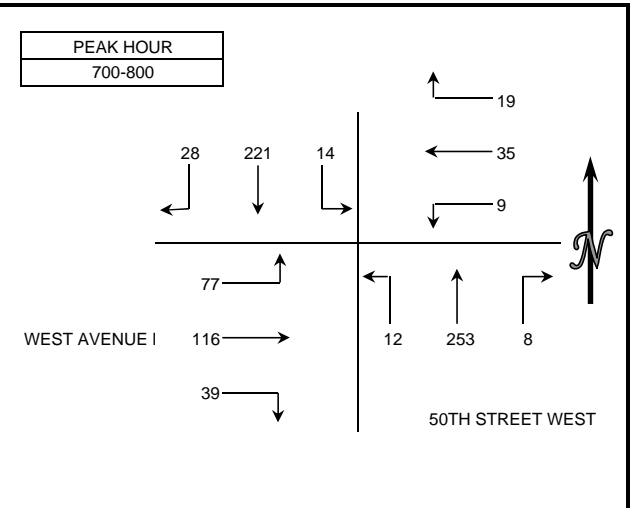 PEAK HOUR
700-800
19
28 221 14
35
9
77
WEST AVENUE I 116
12 253 8
39
50TH STREET WEST
N